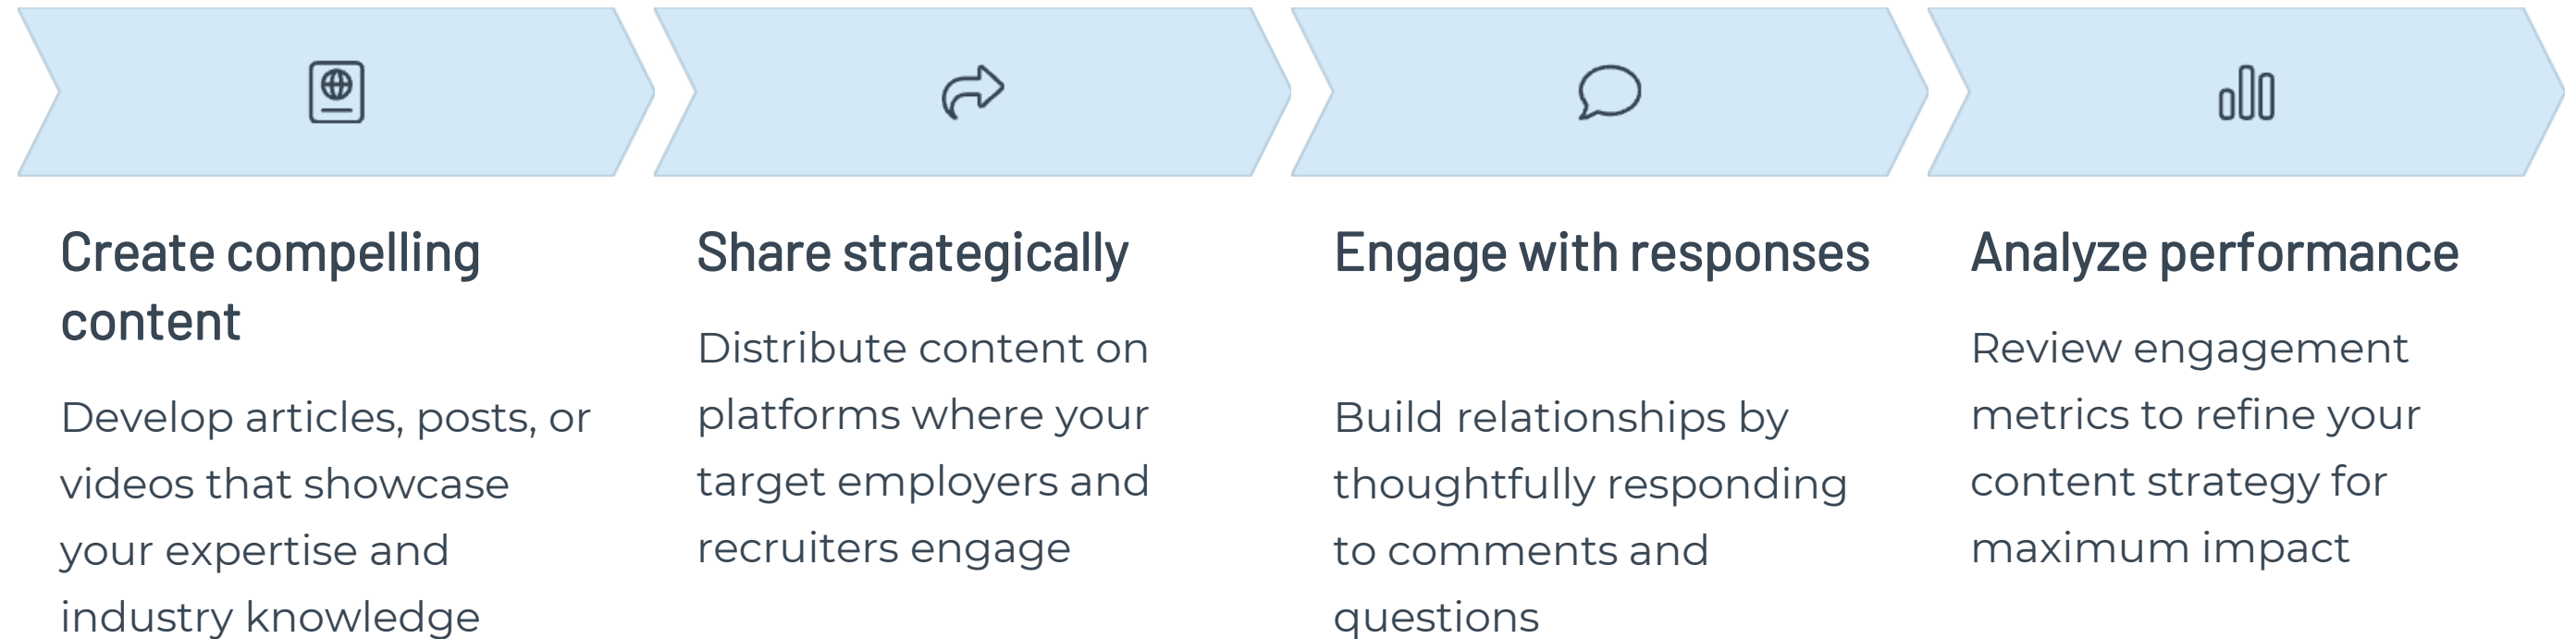 Create compelling
content
Develop articles, posts, or
videos that showcase
your expertise and
industry knowledge
Share strategically
Distribute content on
platforms where your
target employers and
recruiters engage
Engage with responses
Build relationships by
thoughtfully responding
to comments and
questions
Analyze performance
Review engagement
metrics to refine your
content strategy for
maximum impact